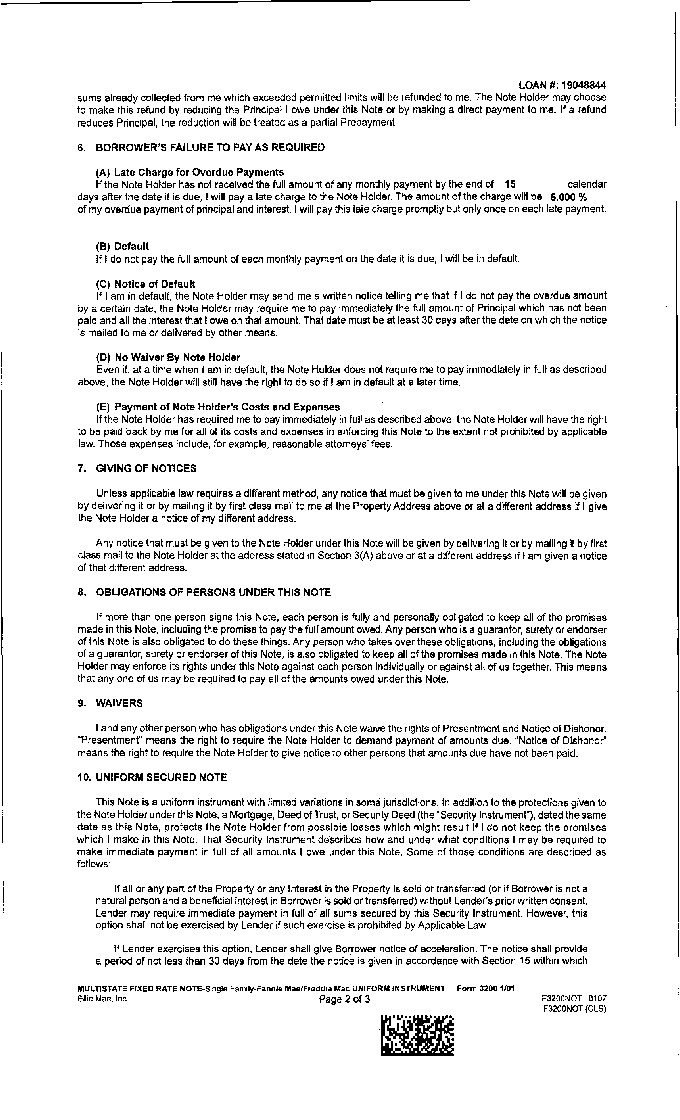 LOAN #: 19048844
sums already collected from me which exceeded permitted limits will be refunded to me. The Note Holder may choose
to make this refund by reducing the Principal I owe under this Note or by making a direct payment to me. If a refund
reduces Principal, the reduction will be treated as a partial Prepayment
6. BORROWER'S FAILURE TO PAY AS REQUIRED
(A) Late Charge for Overdue Payments
If the Note Holder has not received the full amount of any monthly payment by the end of 15 calendar
days after the date it is due, I will pay a late charge to the Note Holder. The amount of the charge will be %
of my overdue payment of principal and interest. I will pay this late charge promptly but only once on each late payment.
(B) Default
If I do not pay the full amount of each monthly payment on the date it is due, I will be in default.
(C) Notice of Default
If I am in default, the Note Holder may send me a written notice telling me that if I do not pay the overdue amount
by a certain date, the Note Holder may require me to pay immediately the full amount of Principal which has not been
paid and all the interest that I owe on that amount. That date must be at least 30 days after the date on which the notice
is mailed to me or delivered by other means.
(D) No Waiver By Note Holder
Even if, at a time when I am in default, the Note Holder does not require me to pay immediately in full as described
above, the Note Holder will still have the right to do so if I am in default at a later time.
(E) Payment of Note Holder's Costs and Expenses
If the Note Holder has required me to pay immediately in full as described above, the Note Holder will have the right
to be paid back by me for all of its costs and expenses in enforcing this Note to the extent not prohibited by applicable
law. Those expenses include, for example, reasonable attorneys' fees.
7. GIVING OF NOTICES
Unless applicable law requires a different method, any notice that must be given to me under this Note will be given
by delivering it or by mailing it by first class mail to me at the Property Address above or at a different address if I give
the Note Holder a notice of my different address.
Any notice that must be given to the Note Holder under this Note will be given by delivering it or by mailing it by first
class mail to the Note Holder at the address stated in Section 3(A) above or at a different address if I am given a notice
of that different address.
8. OBLIGATIONS OF PERSONS UNDER THIS NOTE
If more than one person signs this Note, each person is fully and personally obligated to keep all of the promises
made in this Note, including the promise to pay the full amount owed. Any person who is a guarantor, surety or endorser
of this Note is also obligated to do these things. Any person who takes over these obligations, including the obligations
of a guarantor, surety or endorser of this Note, is also obligated to keep all of the promises made in this Note. The Note
Holder may enforce its rights under this Note against each person individually or against all of us together. This means
that any one of us may be required to pay all of the amounts owed under this Note.
9. WAIVERS
I and any other person who has obligations under this Note waive the rights of Presentment and Notice of Dishonor.
"Presentment" means the right to require the Note Holder to demand payment of amounts due. "Notice of Dishonor"
means the right to require the Note Holder to give notice to other persons that amounts due have not been paid.
10. UNIFORM SECURED NOTE
This Note is a uniform instrument with limited variations in some jurisdictions. In addition to the protections given to
the Note Holder under this Note, a Mortgage, Deed of Trust, or Security Deed (the "Security Instrument"), dated the same
date as this Note, protects the Note Holder from possible losses which might result if I do not keep the promises
which I make in this Note. That Security Instrument describes how and under what conditions I may be required to
make immediate payment in full of all amounts I owe under this Note. Some of those conditions are described as
follows:
If all or any part of the Property or any Interest in the Property is sold or transferred (or if Borrower is not a
natural person and a beneficial interest in Borrower is sold or transferred) without Lender's prior written consent,
Lender may require immediate payment in full of all sums secured by this Security Instrument. However, this
option shall not be exercised by Lender if such exercise is prohibited by Applicable Law
If Lender exercises this option, Lender shall give Borrower notice of acceleration. The notice shall provide
a period of not less than 30 days from the date the notice is given in accordance with Section 15 within which
MULTISTATE FIXED RATE NOTE-Single Family-Fannie Mae/Freddie Mac UNIFORM INSTRUMENT Form 3200 1/01
Ellie Mae, Inc. Page 2 of 3 F3200NOT 0107
F3200NOT (CLS)